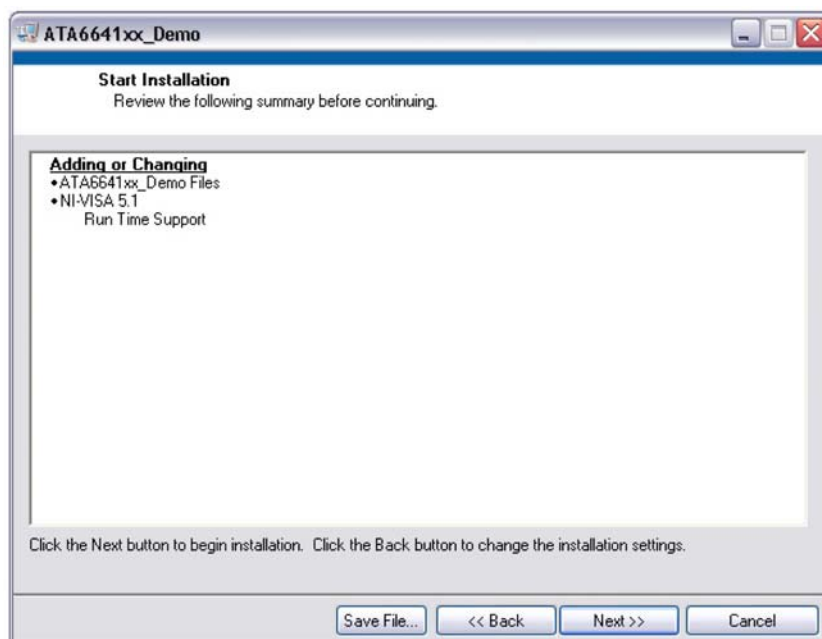 ATA6641xx_Demo
Start Installation
Review the following summary before continuing.
Adding or Changing
•ATA6641xx_Demo Files
•NI-VISA 5.1
Run Time Support
Click the Next button to begin installation. Click the Back button to change the installation settings.
Save File... << Back Next >> Cancel